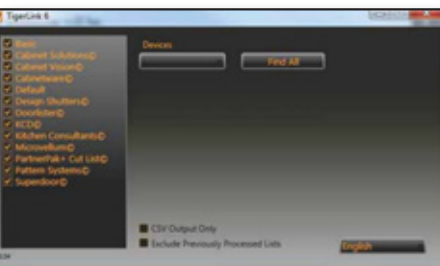 TigerLink 6
Basic
Cabinet Solutions©
Cabinet Vision©
Cabnetware©
Default
Design Shutters©
Doorlister©
KCD©
Kitchen Consultants©
Microvellum©
PartnerPak+ Cut List©
Pattern Systems©
Superdoor©
Devices
Find All
CSV Output Only
Exclude Previously Processed Lists
English